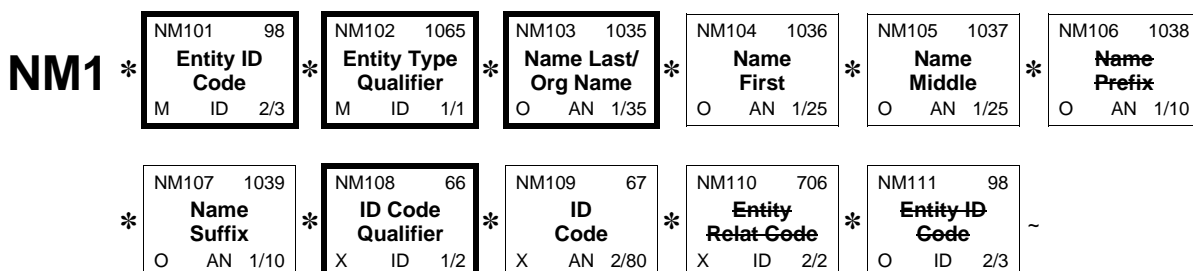 NM101 98 NM102 1065 NM103 1035 NM104 1036 NM105 1037 NM106 1038
NM1 * Entity ID Code * Entity Type Qualifier * Name Last/ Org Name * Name First * Name Middle * Name Prefix
M ID 2/3 M ID 1/1 O AN 1/35 O AN 1/25 O AN 1/25 O AN 1/10
NM107 1039 NM108 66 NM109 67 NM110 706 NM111 98
* Name Suffix * ID Code Qualifier * ID Code * Entity Relat Code * Entity ID Code ~
O AN 1/10 X ID 1/2 X AN 2/80 X ID 2/2 O ID 2/3